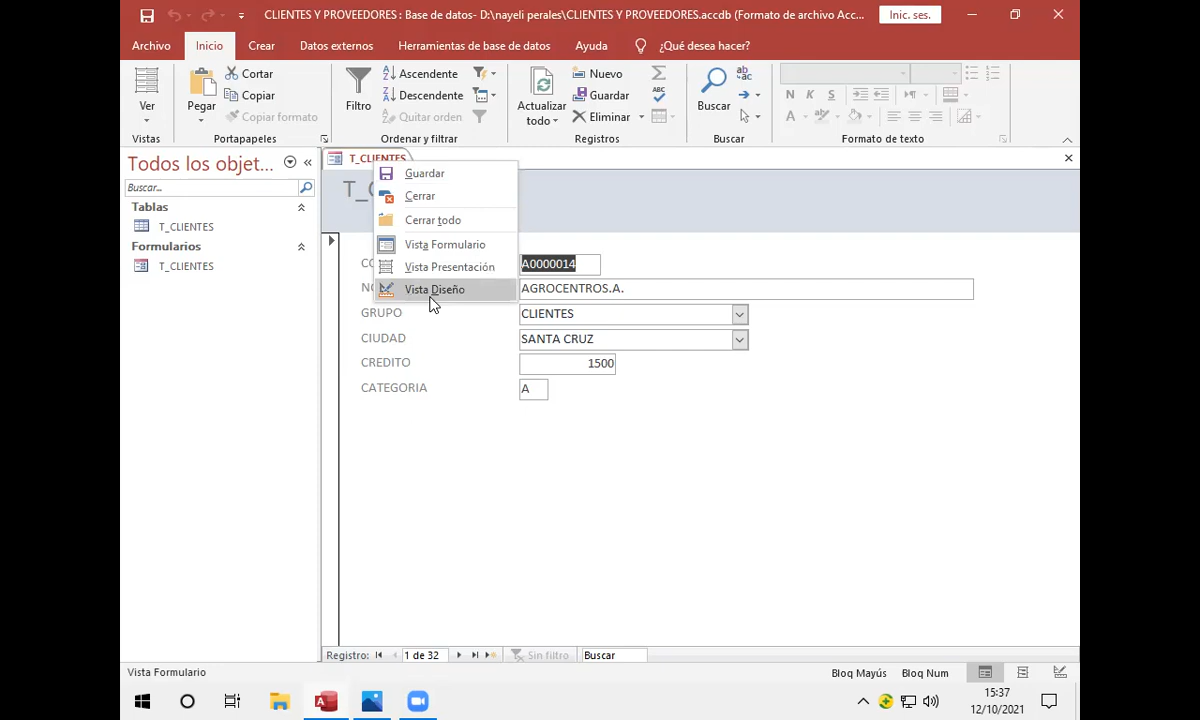 CLIENTES Y PROVEEDORES : Base de datos- D:\nayeli perales\CLIENTES Y PROVEEDORES.accdb (Formato de archivo Acc...
Inic. ses.
Archivo Inicio Crear Datos externos Herramientas de base de datos Ayuda ¿Qué desea hacer?
Ver
Vistas
Pegar
Cortar
Copiar
Copiar formato
Portapapeles
Filtro
Ascendente
Descendente
Quitar orden
Ordenar y filtrar
Actualizar
todo
Nuevo
Guardar
Eliminar
Registros
Buscar
Buscar
N K S
A
Formato de texto
Todos los objet...
Buscar...
Tablas
T_CLIENTES
Formularios
T_CLIENTES
T_CLIENTES
Guardar
Cerrar
Cerrar todo
Vista Formulario
Vista Presentación
Vista Diseño
A0000014
AGROCENTROS.A.
GRUPO CLIENTES
CIUDAD SANTA CRUZ
CREDITO 1500
CATEGORIA A
Registro: 1 de 32 Sin filtro Buscar
Vista Formulario Bloq Mayús Bloq Num
15:37
12/10/2021